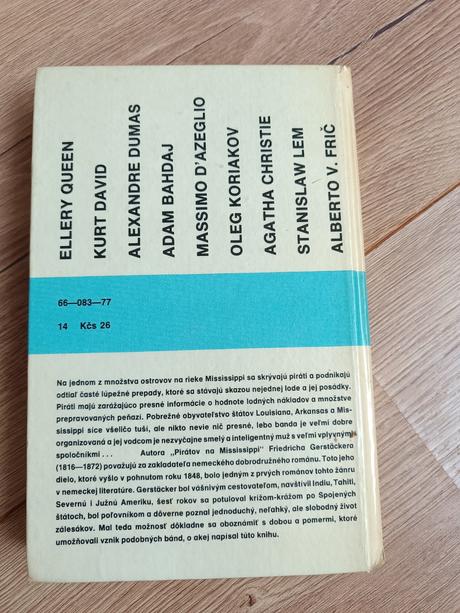 ELLERY QUEEN
KURT DAVID
ALEXANDRE DUMAS
ADAM BAHDAJ
MASSIMO D'AZEGLIO
OLEG KORIAKOV
AGATHA CHRISTIE
STANISLAW LEM
ALBERTO V. FRIČ
66—083—77
14 Kčs 26
Na jednom z množstva ostrovov na rieke Mississippi sa skrývajú piráti a podnikajú
odtiaľ časté lúpežné prepady, ktoré sa stávajú skazou nejednej lode a jej posádky.
Piráti majú zarážajúco presné informácie o hodnote lodných nákladov a množstve
prepravovaných peňazí. Pobrežné obyvateľstvo štátov Louisiana, Arkansas a Mis-
sissippi síce všeličo tuší, ale nikto nevie nič presné, lebo banda je veľmi dobre
organizovaná a jej vodcom je nezvyčajne smelý a inteligentný muž s veľmi vplyvnými
spoločníkmi... Autora „Pirátov na Mississippi" Friedricha Gerstäckera
(1816—1872) považujú za zakladateľa nemeckého dobrodružného románu. Toto jeho
dielo, ktoré vyšlo v pohnutom roku 1848, bolo jedným z prvých románov tohto žánru
v nemeckej literatúre. Gerstäcker bol vášnivým cestovateľom, navštívil Indiu, Tahiti,
Severnú i Južnú Ameriku, šesť rokov sa potuloval krížom-krážom po Spojených
štátoch, bol poľovníkom a dôverne poznal jednoduchý, neľahký, ale slobodný život
zálesákov. Mal teda možnosť dôkladne sa oboznámiť s dobou a pomermi, ktoré
umožňovali vznik podobných bánd, o akej napísal túto knihu.